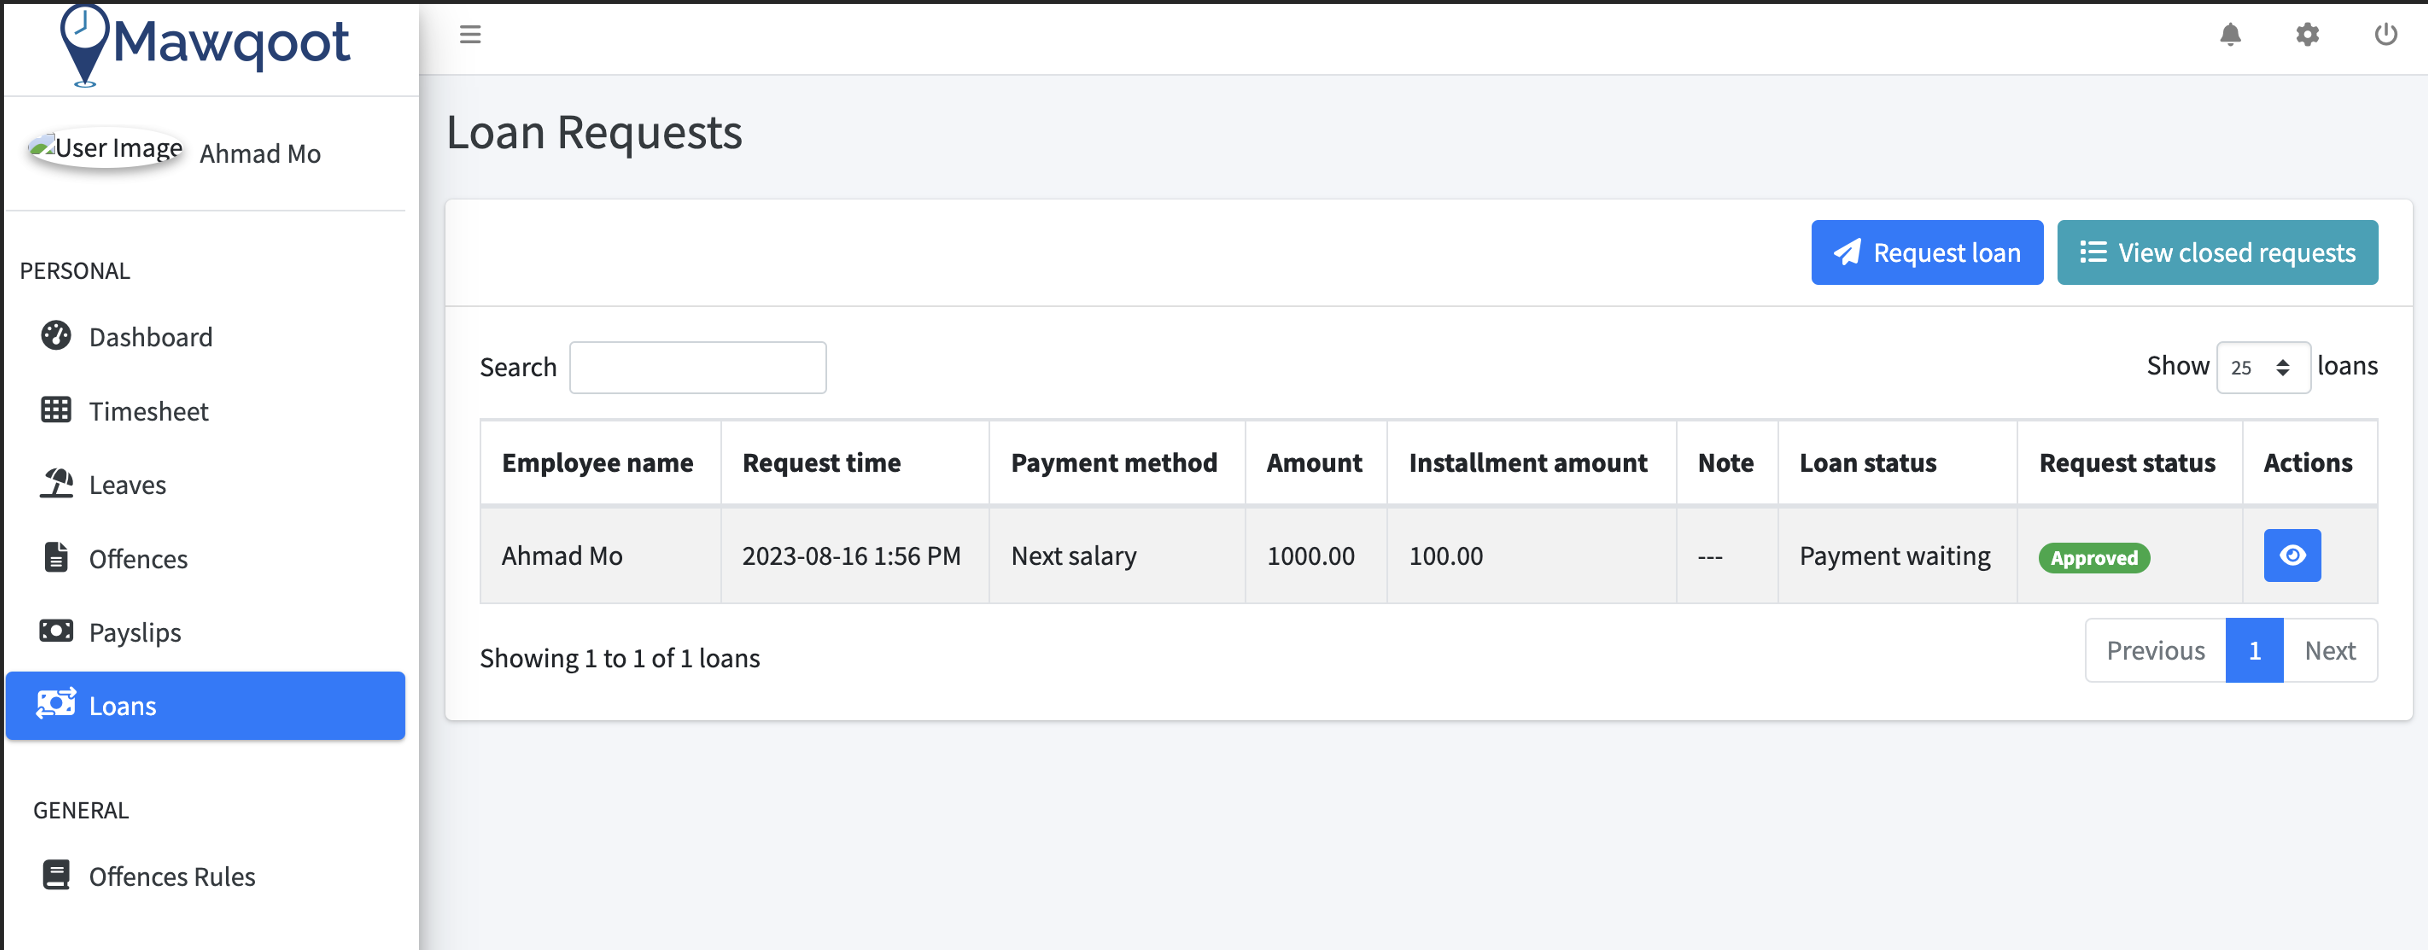 Mawqoot
User Image Ahmad Mo
PERSONAL
Dashboard
Timesheet
Leaves
Offences
Payslips
Loans
GENERAL
Offences Rules
Loan Requests
Request loan View closed requests
Search Show 25 loans
Employee name Request time Payment method Amount Installment amount Note Loan status Request status Actions
Ahmad Mo 2023-08-16 1:56 PM Next salary 1000.00 100.00 --- Payment waiting Approved
Showing 1 to 1 of 1 loans Previous 1 Next